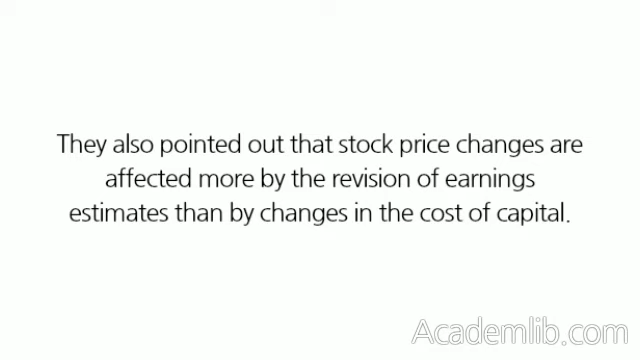 They also pointed out that stock price changes are
affected more by the revision of earnings
estimates than by changes in the cost of capital.
Academlib.com